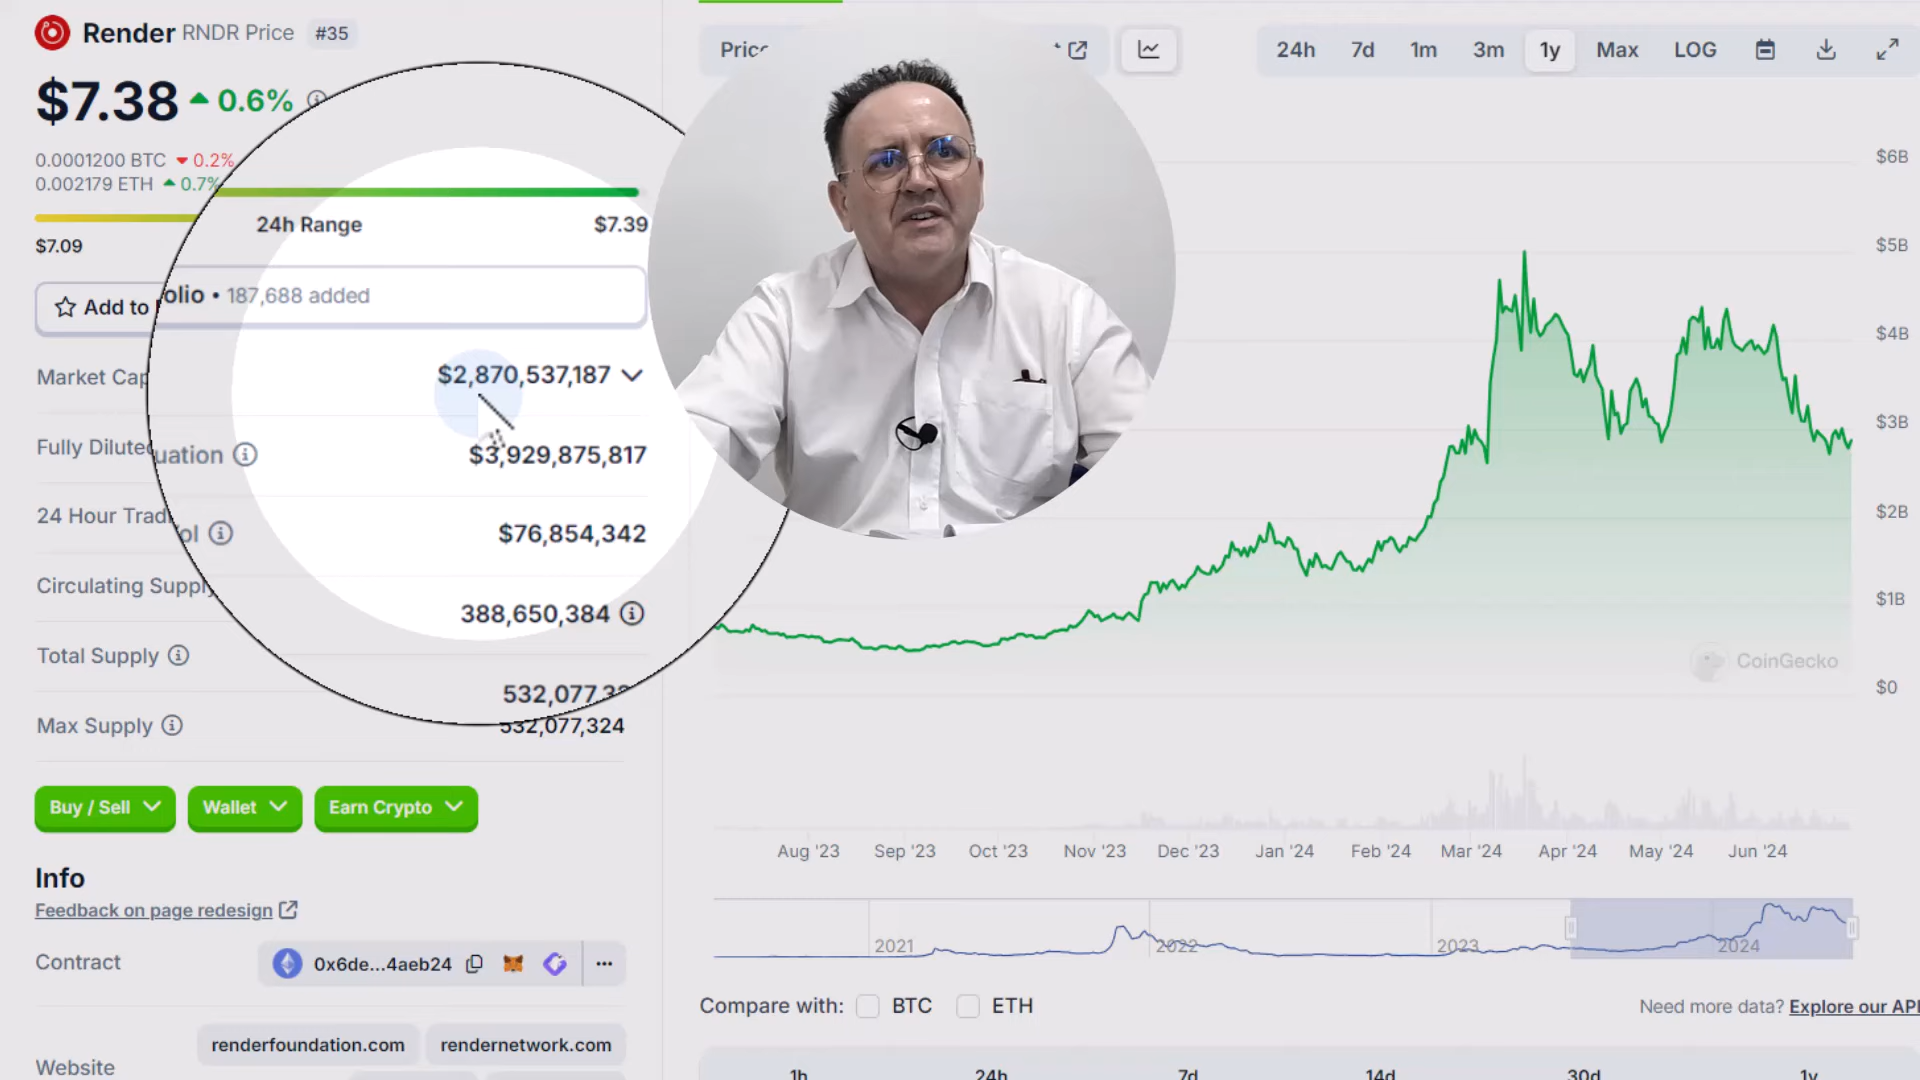 Render RNDR Price #35
$7.38 0.6%
0.0001200 BTC 0.2%
0.002179 ETH 0.7%
24h Range $7.39
$7.09
Add to olio • 187,688 added
Market Cap $2,870,537,187
Fully Diluted uation $3,929,875,817
24 Hour Tradi ol $76,854,342
Circulating Supply 388,650,384
Total Supply 532,077,32
Max Supply 532,077,324
Buy / Sell Wallet Earn Crypto
Info
Feedback on page redesign
Contract 0x6de...4aeb24
Website renderfoundation.com rendernetwork.com
Price
24h 7d 1m 3m 1y Max LOG
$6B
$5B
$4B
$3B
$2B
$1B
$0
CoinGecko
Aug '23 Sep '23 Oct '23 Nov '23 Dec '23 Jan '24 Feb '24 Mar '24 Apr '24 May '24 Jun '24
2021 2022 2023 2024
Compare with: BTC ETH
Need more data? Explore our API
1h 24h 7d 14d 30d 1y